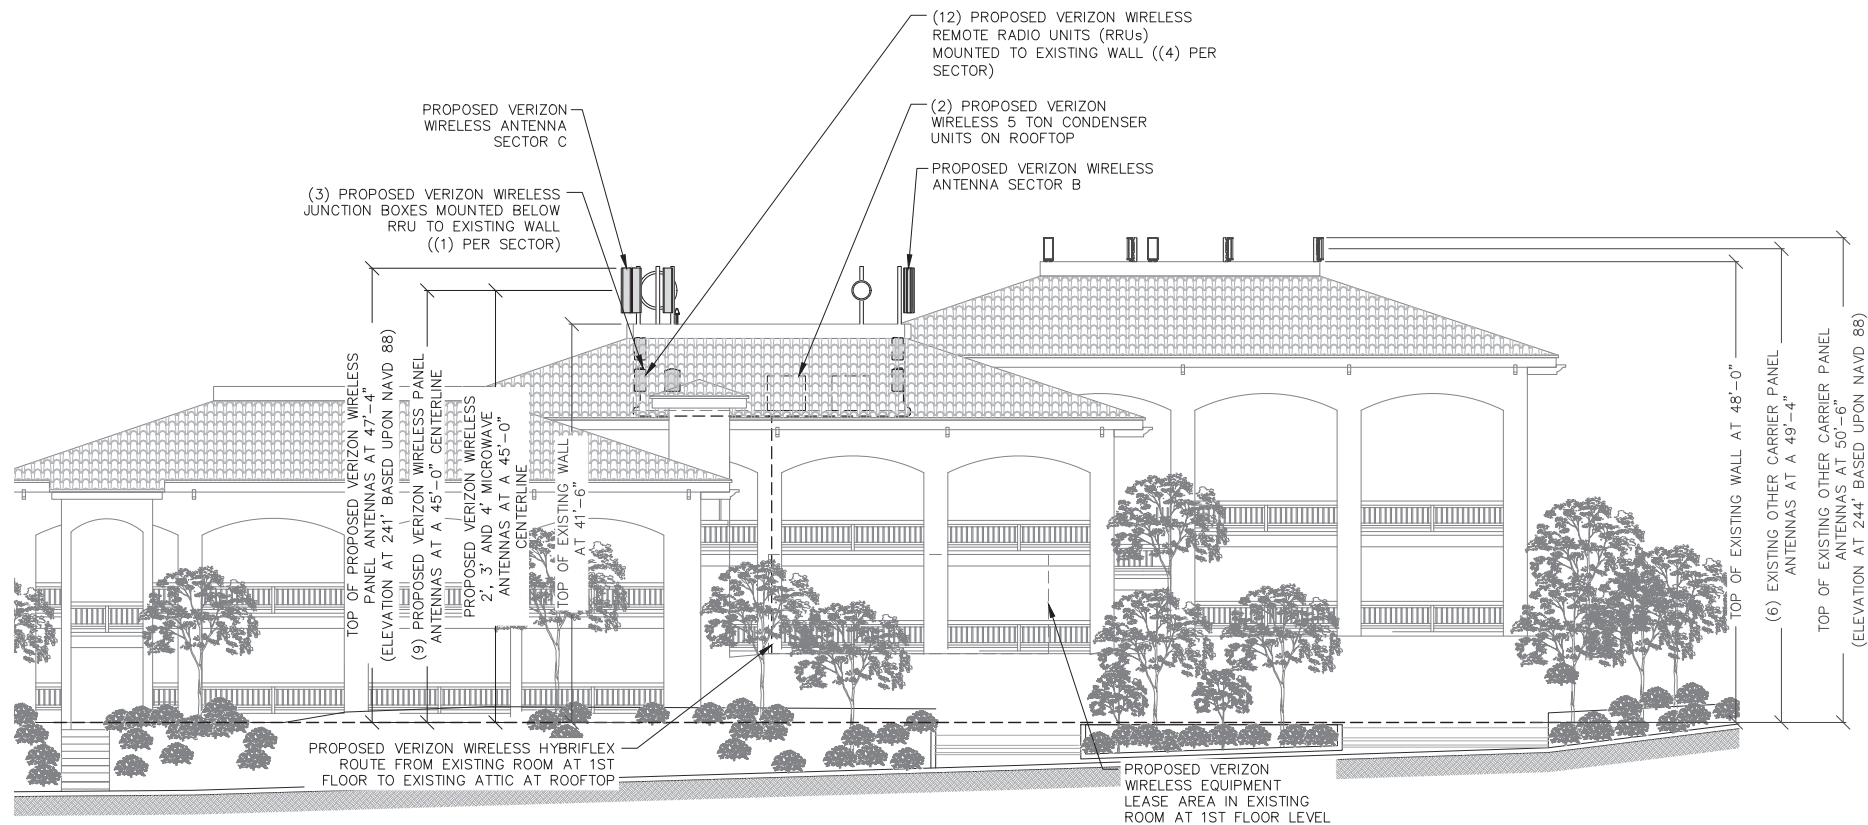 (12) PROPOSED VERIZON WIRELESS
REMOTE RADIO UNITS (RRUs)
MOUNTED TO EXISTING WALL ((4) PER
SECTOR)
PROPOSED VERIZON
WIRELESS ANTENNA
SECTOR C
(2) PROPOSED VERIZON
WIRELESS 5 TON CONDENSER
UNITS ON ROOFTOP
PROPOSED VERIZON WIRELESS
ANTENNA SECTOR B
(3) PROPOSED VERIZON WIRELESS
JUNCTION BOXES MOUNTED BELOW
RRU TO EXISTING WALL
((1) PER SECTOR)
TOP OF PROPOSED VERIZON WIRELESS
PANEL ANTENNAS AT 47'-4"
(ELEVATION AT 241' BASED UPON NAVD 88)
(9) PROPOSED VERIZON WIRELESS PANEL
ANTENNAS AT A 45'-0" CENTERLINE
PROPOSED VERIZON WIRELESS
2', 3' AND 4' MICROWAVE
ANTENNAS AT A 45'-0"
CENTERLINE
TOP OF EXISTING WALL
AT 41'-6"
TOP OF EXISTING WALL AT 48'-0"
(6) EXISTING OTHER CARRIER PANEL
ANTENNAS AT A 49'-4"
TOP OF EXISTING OTHER CARRIER PANEL
ANTENNAS AT 50'-6"
(ELEVATION AT 244' BASED UPON NAVD 88)
PROPOSED VERIZON WIRELESS HYBRIFLEX
ROUTE FROM EXISTING ROOM AT 1ST
FLOOR TO EXISTING ATTIC AT ROOFTOP
PROPOSED VERIZON
WIRELESS EQUIPMENT
LEASE AREA IN EXISTING
ROOM AT 1ST FLOOR LEVEL